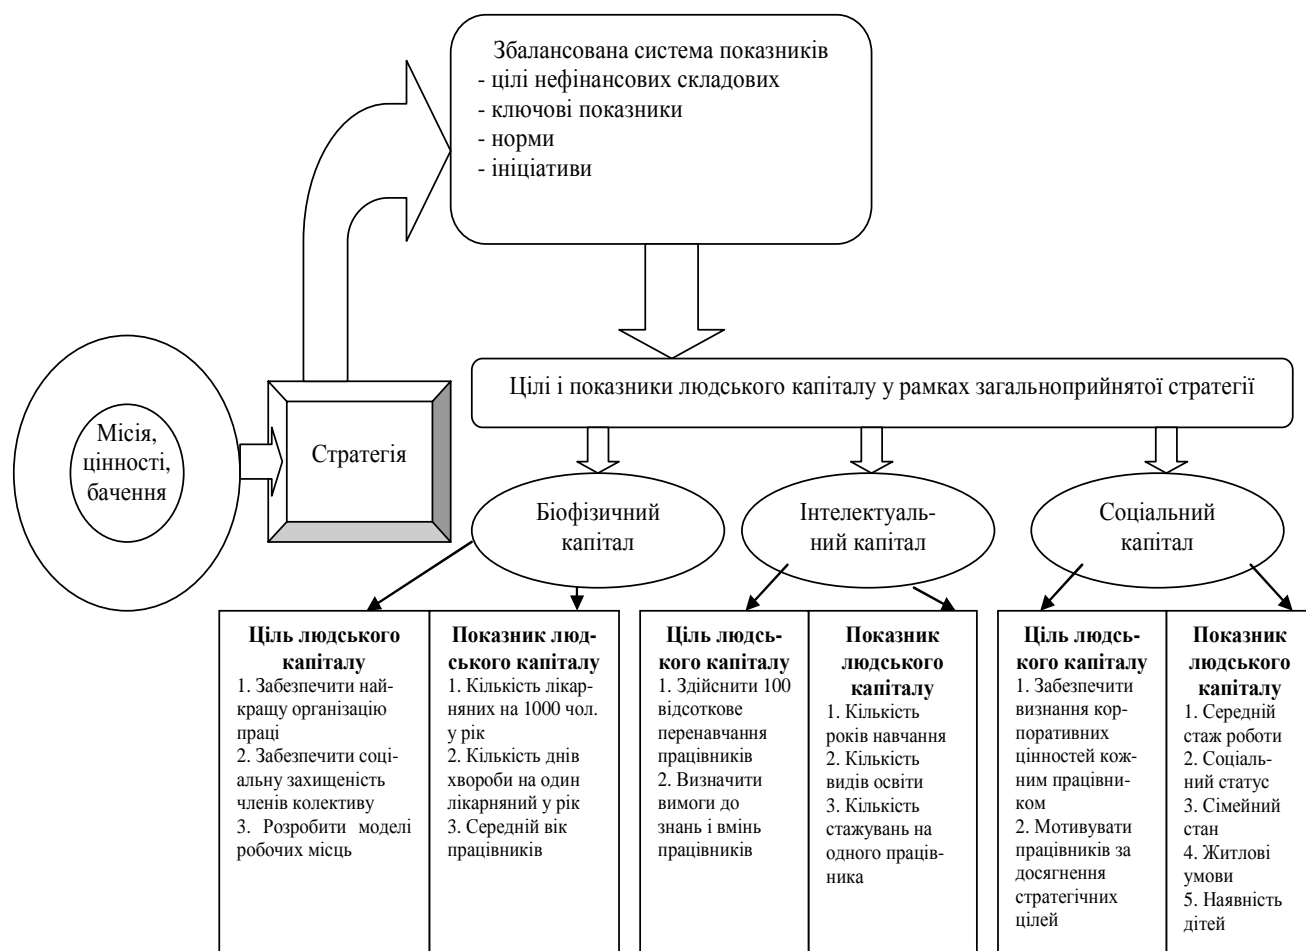 Збалансована система показників
- цілі нефінансових складових
- ключові показники
- норми
- ініціативи
Цілі і показники людського капіталу у рамках загальноприйнятої стратегії
Місія,
цінності,
бачення
Стратегія
Біофізичний
капітал
Інтелектуаль-
ний капітал
Соціальний
капітал
Ціль людського
капіталу
1. Забезпечити най-
кращу організацію
праці
2. Забезпечити соці-
альну захищеність
членів колективу
3. Розробити моделі
робочих місць
Показник люд-
ського капіталу
1. Кількість лікар-
няних на 1000 чол.
у рік
2. Кількість днів
хвороби на один
лікарняний у рік
3. Середній вік
працівників
Ціль людсь-
кого капіталу
1. Здійснити 100
відсоткове
перенавчання
працівників
2. Визначити
вимоги до
знань і вмінь
працівників
Показник
людського
капіталу
1. Кількість
років навчання
2. Кількість
видів освіти
3. Кількість
стажувань на
одного праців-
ника
Ціль людсь-
кого капіталу
1. Забезпечити
визнання кор-
поративних
цінностей кож-
ним працівни-
ком
2. Мотивувати
працівників за
досягнення
стратегічних
цілей
Показник
людського
капіталу
1. Середній
стаж роботи
2. Соціаль-
ний статус
3. Сімейний
стан
4. Житлові
умови
5. Наявність
дітей